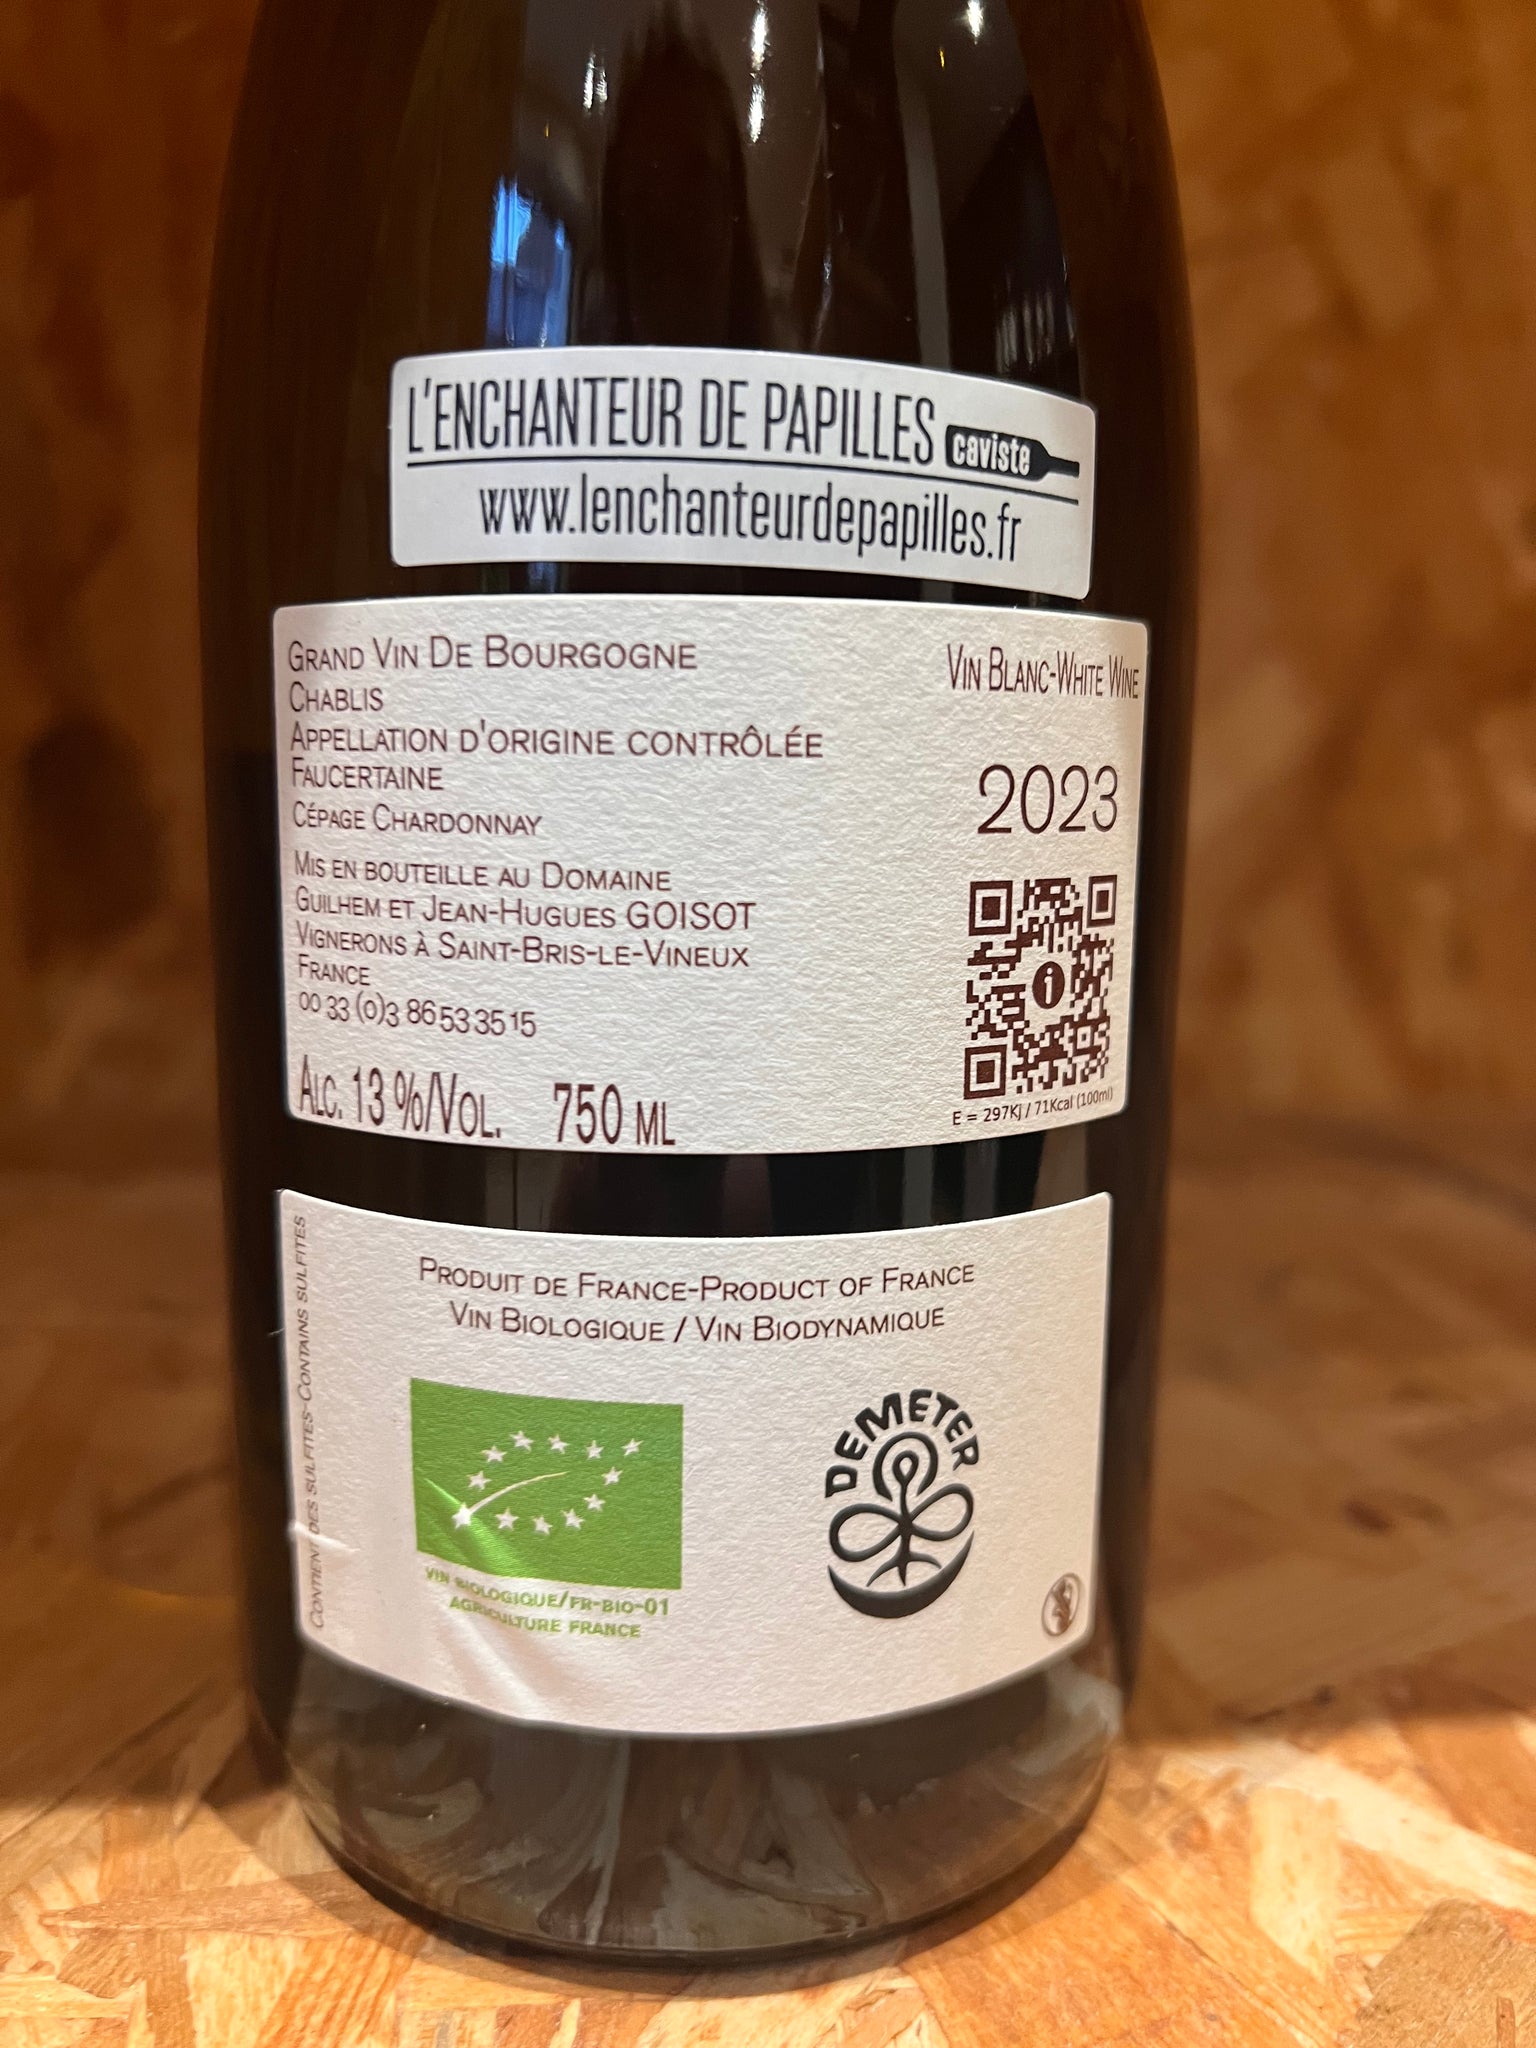 L'ENCHANTEUR DE PAPILLES caviste
www.lenchanteurdepapilles.fr
GRAND VIN DE BOURGOGNE
CHABLIS
APPELLATION D'ORIGINE CONTRÔLÉE
FAUCERTAINE
CÉPAGE CHARDONNAY
MIS EN BOUTEILLE AU DOMAINE
GUILHEM ET JEAN-HUGUES GOISOT
VIGNERONS À SAINT-BRIS-LE-VINEUX
FRANCE
00 33 (0)3 86 53 35 15
ALC. 13 %/VOL. 750 ML
VIN BLANC-WHITE WINE
2023
i
E = 297Kj / 71Kcal (100ml)
CONTIENT DES SULFITES-CONTAINS SULFITES
PRODUIT DE FRANCE-PRODUCT OF FRANCE
VIN BIOLOGIQUE / VIN BIODYNAMIQUE
VIN BIOLOGIQUE/FR-BIO-01
AGRICULTURE FRANCE
DEMETER